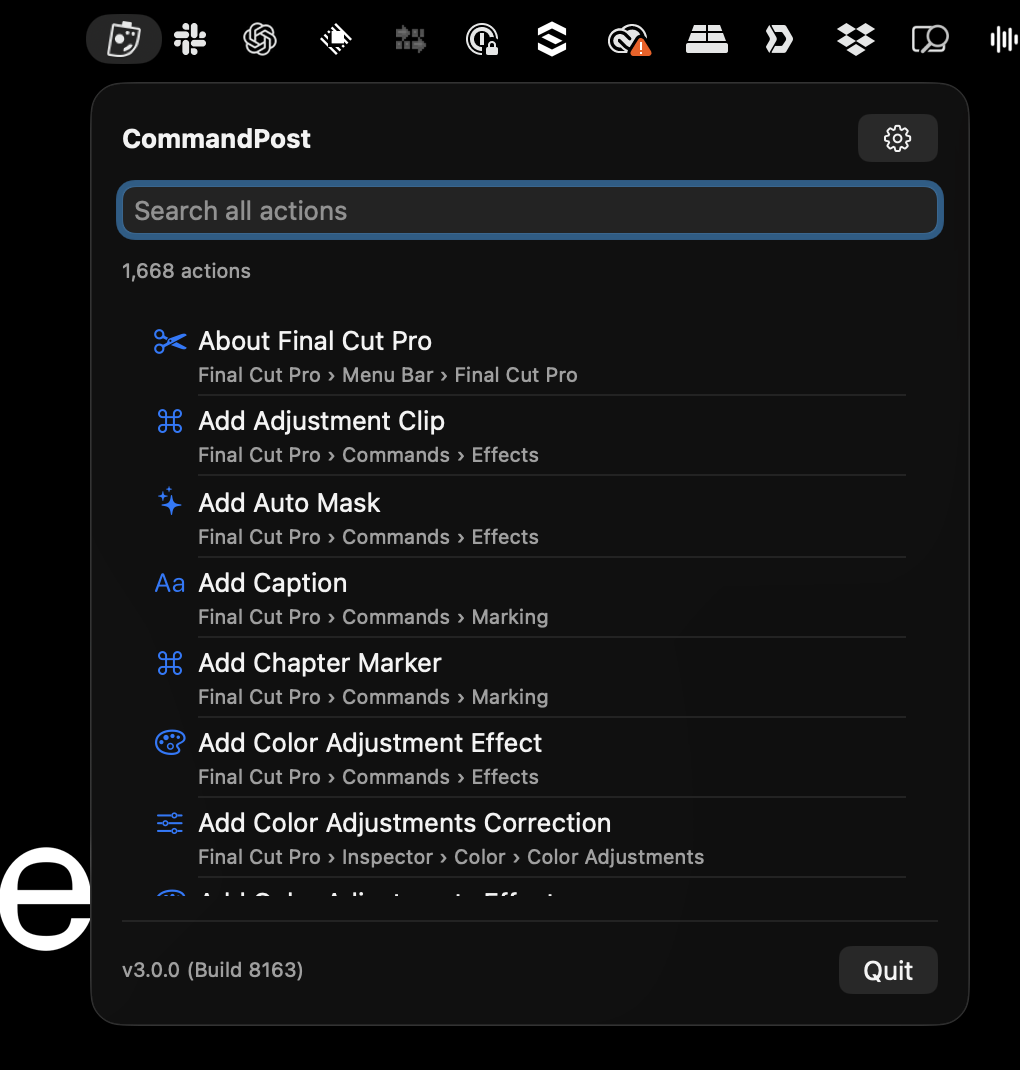 CommandPost
Search all actions
1,668 actions
About Final Cut Pro
Final Cut Pro › Menu Bar › Final Cut Pro
Add Adjustment Clip
Final Cut Pro › Commands › Effects
Add Auto Mask
Final Cut Pro › Commands › Effects
Aa Add Caption
Final Cut Pro › Commands › Marking
Add Chapter Marker
Final Cut Pro › Commands › Marking
Add Color Adjustment Effect
Final Cut Pro › Commands › Effects
Add Color Adjustments Correction
Final Cut Pro › Inspector › Color › Color Adjustments
e
v3.0.0 (Build 8163)
Quit